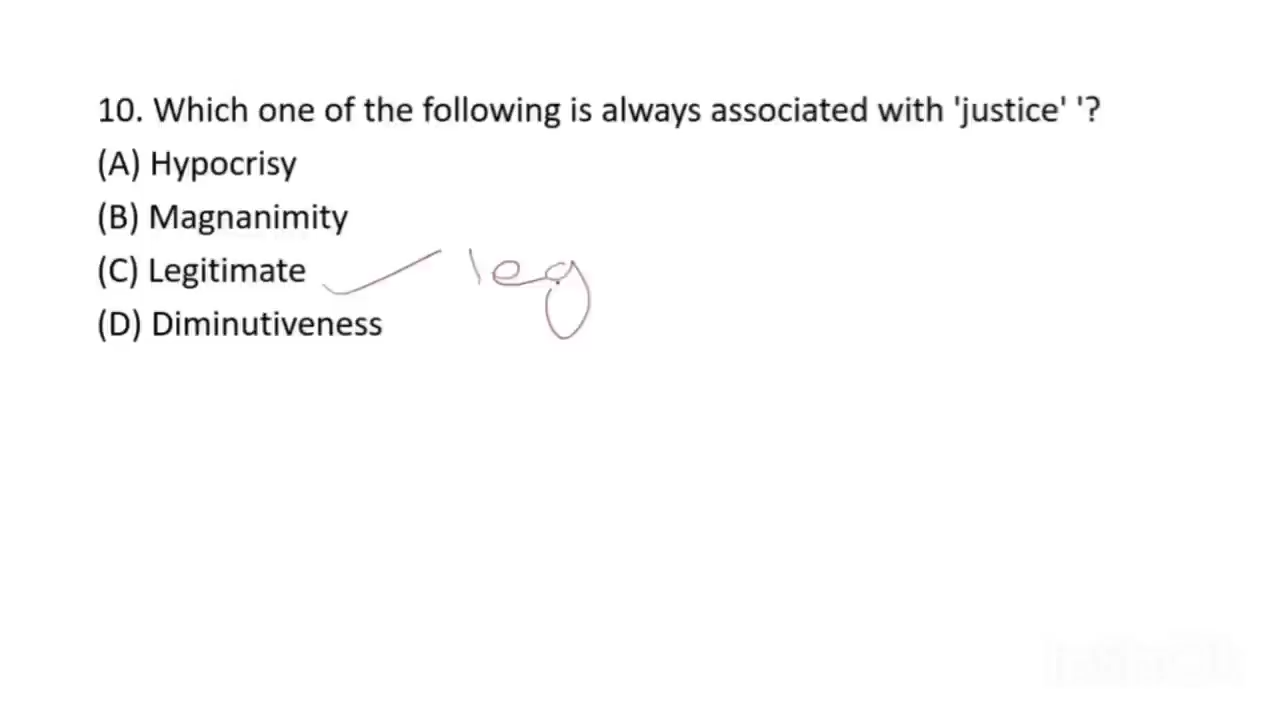 10. Which one of the following is always associated with 'justice' '?
(A) Hypocrisy
(B) Magnanimity
(C) Legitimate leg
(D) Diminutiveness